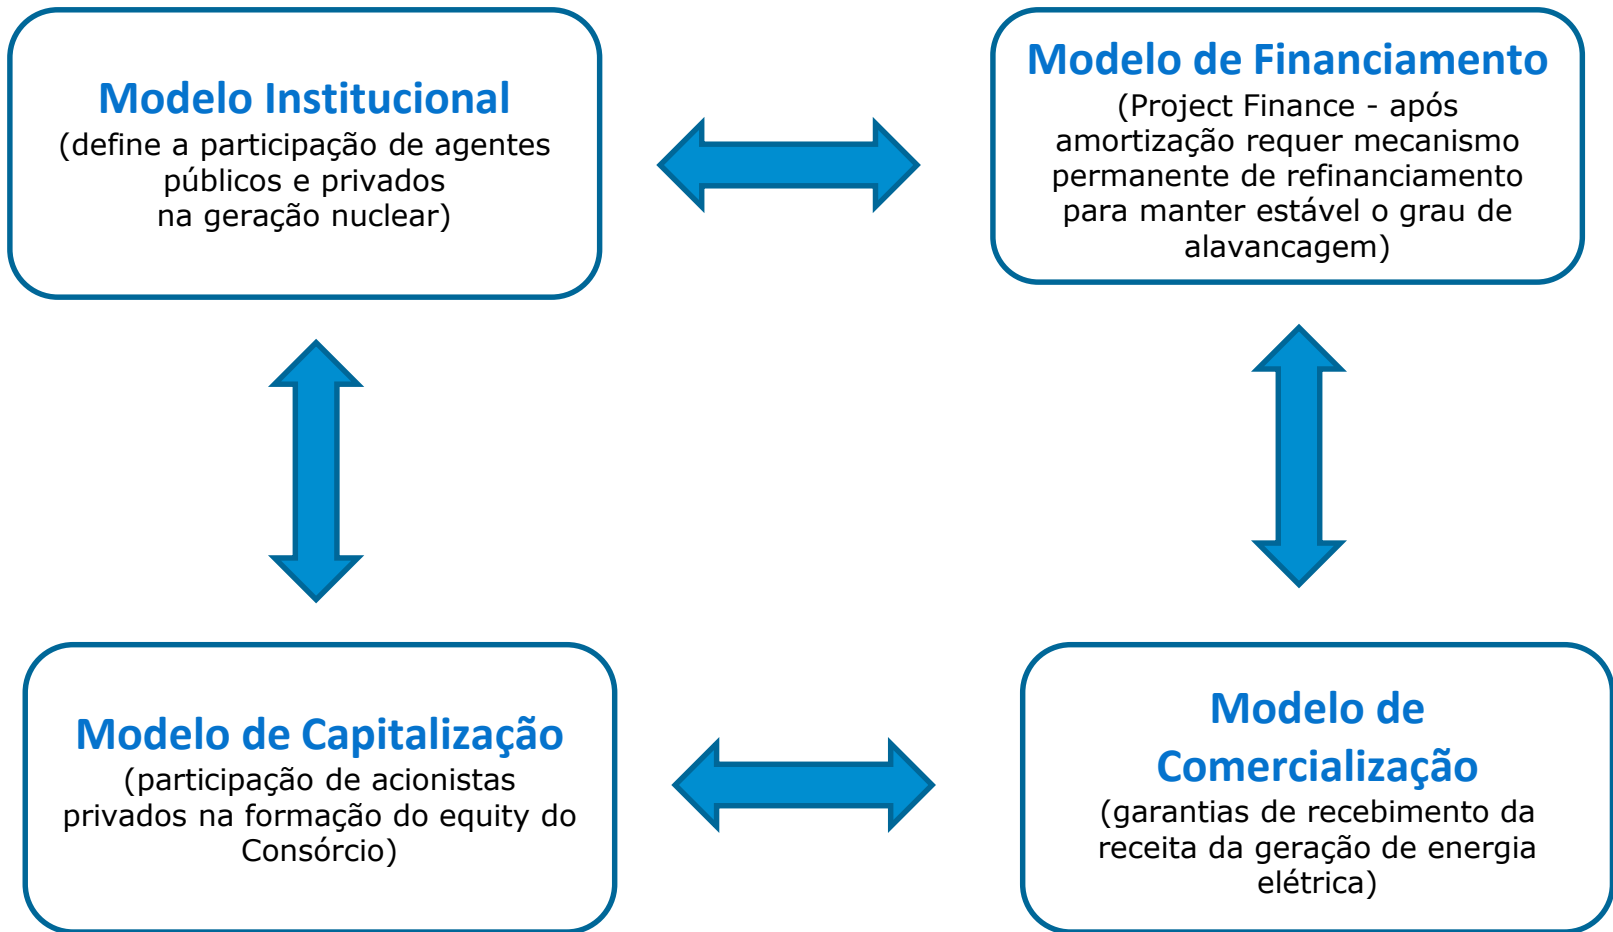 Modelo Institucional
(define a participação de agentes
públicos e privados
na geração nuclear)
Modelo de Financiamento
(Project Finance - após
amortização requer mecanismo
permanente de refinanciamento
para manter estável o grau de
alavancagem)
Modelo de Capitalização
(participação de acionistas
privados na formação do equity do
Consórcio)
Modelo de
Comercialização
(garantias de recebimento da
receita da geração de energia
elétrica)